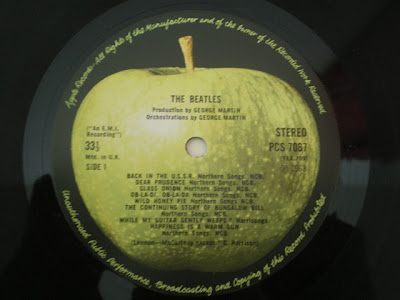 Apple Records-All Rights of the Manufacturer and of the Owner of the Recorded Work Reserved
THE BEATLES
Production by GEORGE MARTIN
Orchestrations by GEORGE MARTIN
("An E.M.I. Recording")
33⅓
Mfd. in U.K.
SIDE 1
STEREO
PCS 7067
BACK IN THE U.S.S.R. Northern Songs. NCB.
DEAR PRUDENCE Northern Songs. NCB.
GLASS ONION Northern Songs. NCB.
OB-LA-DI, OB-LA-DA Northern Songs. NCB.
WILD HONEY PIE Northern Songs. NCB.
THE CONTINUING STORY OF BUNGALOW BILL
Northern Songs. NCB.
WHILE MY GUITAR GENTLY WEEPS* Harrisongs
HAPPINESS IS A WARM GUN
Northern Songs. NCB.
(Lennon-McCartney except *G. Harrison)
Unauthorised Public Performance, Broadcasting and Copying of this Record Prohibited